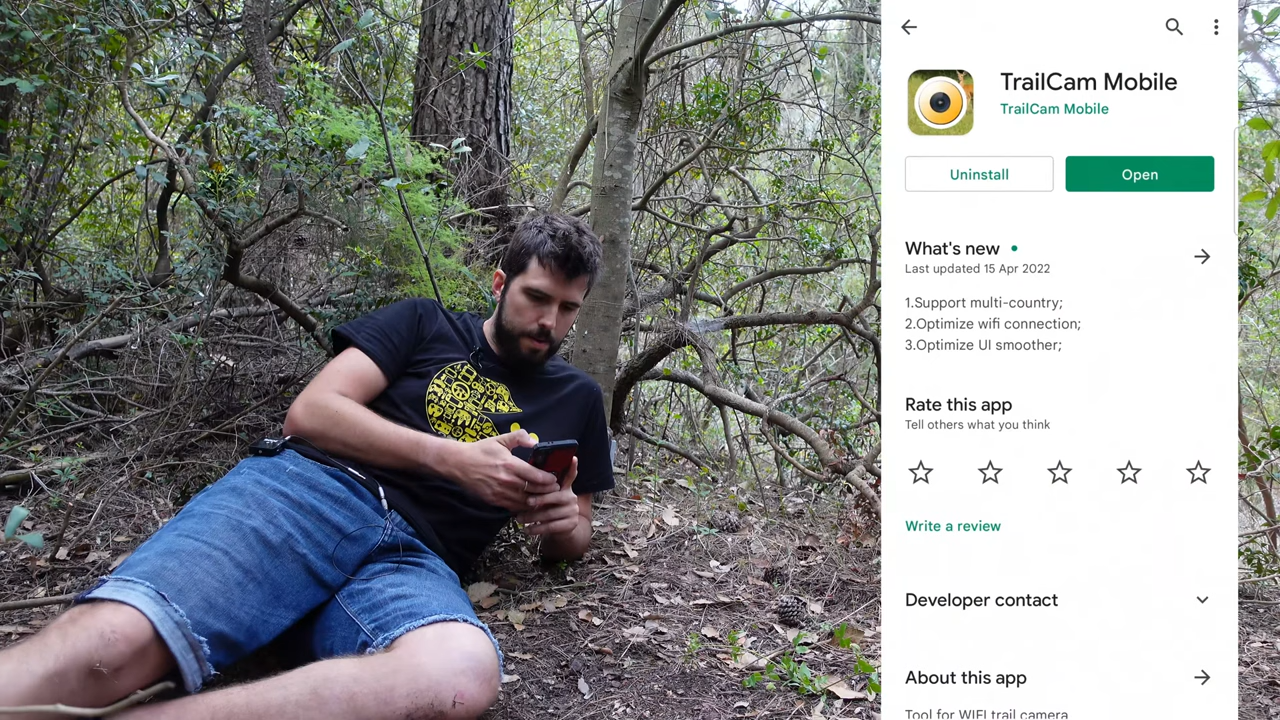 TrailCam Mobile
TrailCam Mobile
Uninstall
Open
What's new
Last updated 15 Apr 2022
1.Support multi-country;
2.Optimize wifi connection;
3.Optimize UI smoother;
Rate this app
Tell others what you think
Write a review
Developer contact
About this app
Tool for WIFI trail camera